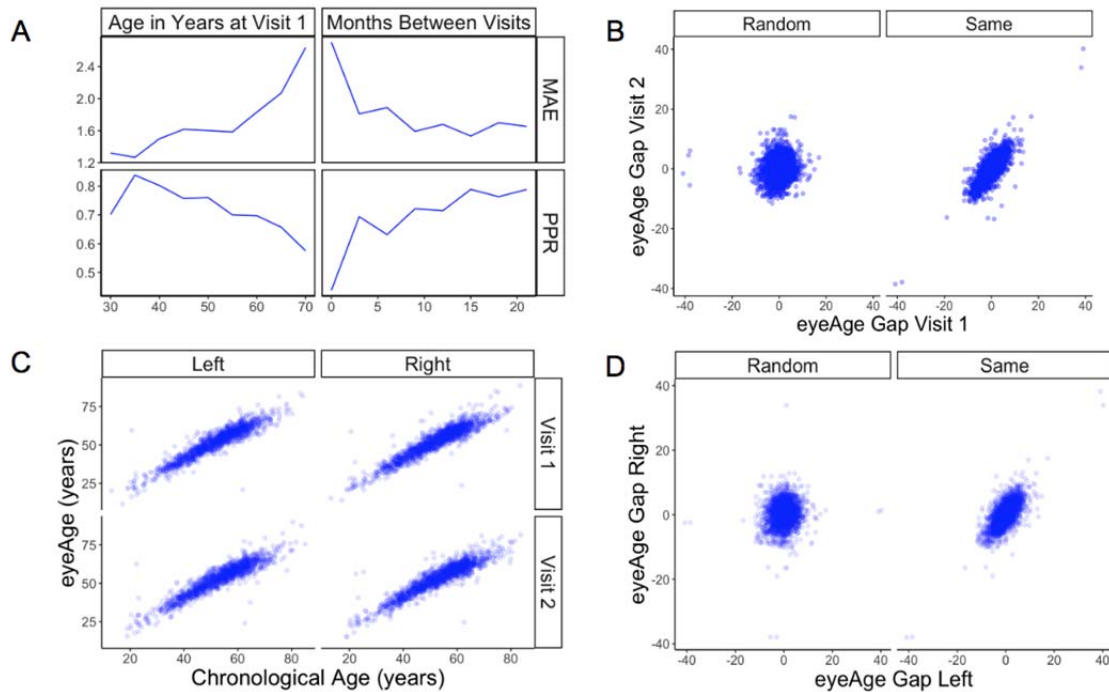 A
Age in Years at Visit 1
Months Between Visits
2.4
2.0
1.6
1.2
MAE
0.8
0.7
0.6
0.5
PPR
30 40 50 60 70
0 5 10 15 20
B
Random
Same
eyeAge Gap Visit 2
40
20
0
-20
-40
-40 -20 0 20 40
-40 -20 0 20 40
eyeAge Gap Visit 1
C
Left
Right
eyeAge (years)
75
50
25
Visit 1
75
50
25
Visit 2
20 40 60 80
20 40 60 80
Chronological Age (years)
D
Random
Same
eyeAge Gap Right
40
20
0
-20
-40
-40 -20 0 20 40
-40 -20 0 20 40
eyeAge Gap Left